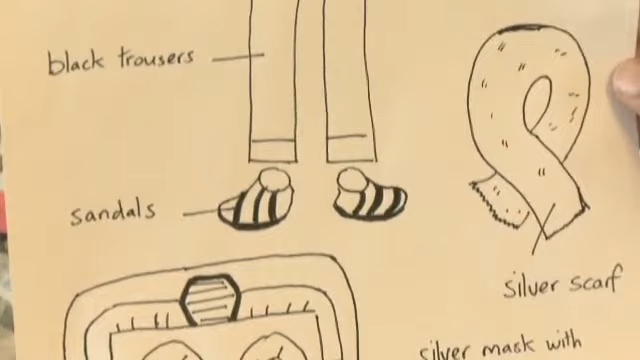 black trousers
sandals
silver scarf
silver mask with